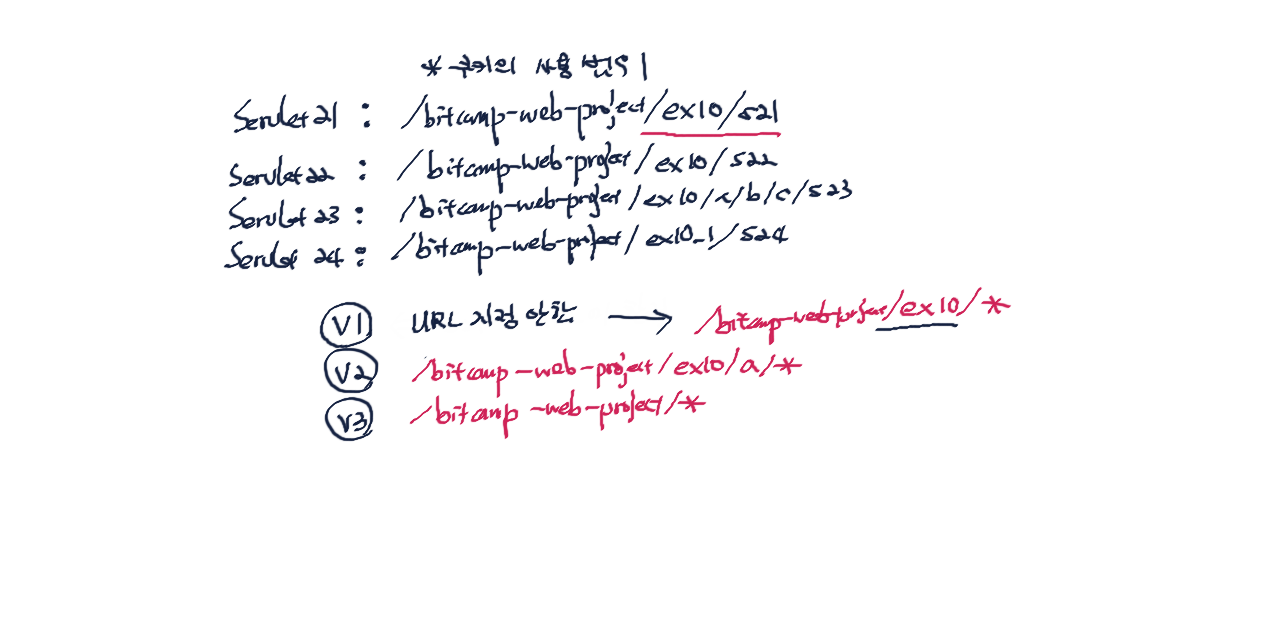 * 쿠키의 사용 범위
Servlet21 : /bitcamp-web-project/ex10/s21
Servlet22 : /bitcamp-web-project/ex10/s22
Servlet23 : /bitcamp-web-project/ex10/a/b/c/s23
Servlet 24 : /bitcamp-web-project/ex10_1/s24
V1 URL 지정 안함 → /bitcamp-web-project/ex10/*
V2 /bitcamp-web-project/ex10/a/*
V3 /bitcamp-web-project/*